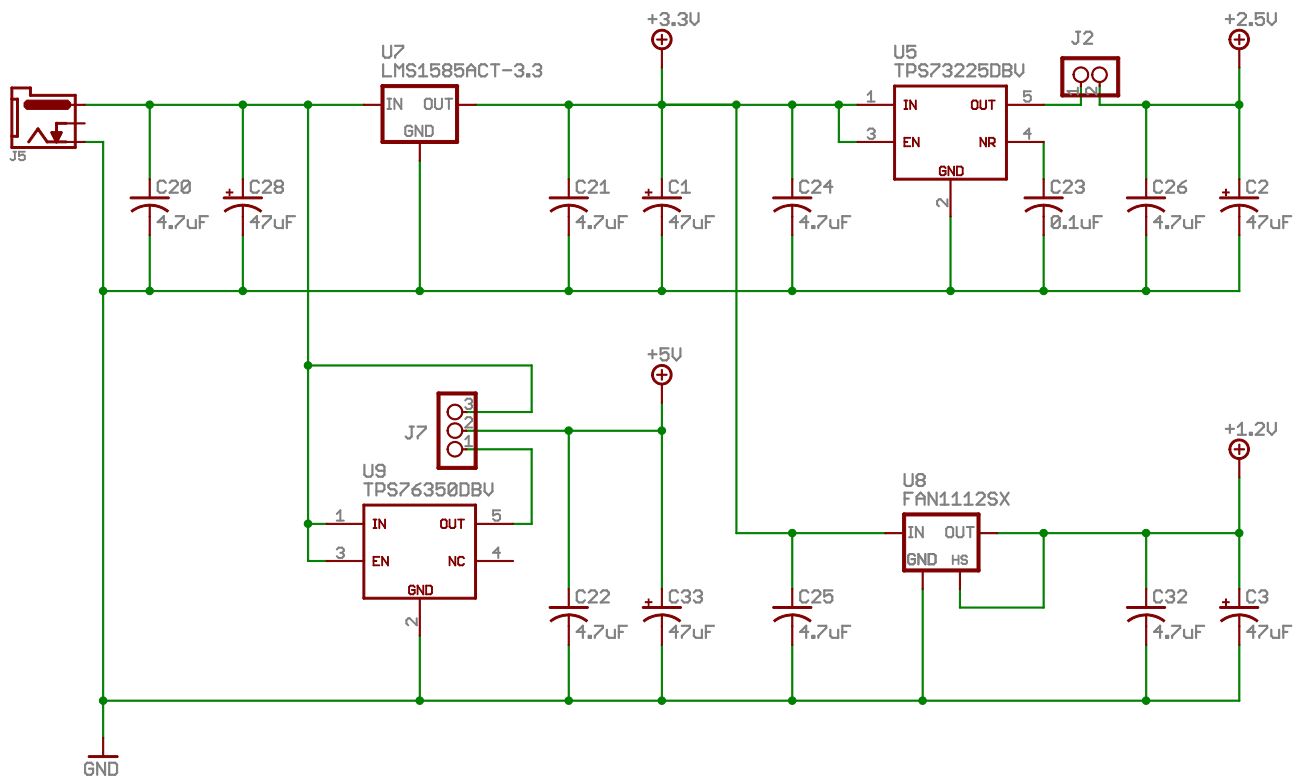 +3.3V
+2.5V
U7
LMS1585ACT-3.3
U5
TPS73225DBV
J2
IN OUT
GND
1 IN OUT 5
1 2
3 EN NR 4
GND
2
J5
C20
4.7uF
+ C28
47uF
C21
4.7uF
+ C1
47uF
C24
4.7uF
C23
0.1uF
C26
4.7uF
+ C2
47uF
+5V
J7
3
2
1
+1.2V
U9
TPS76350DBV
U8
FAN1112SX
1 IN OUT 5
3 EN NC 4
GND
2
IN OUT
GND HS
C22
4.7uF
+ C33
47uF
C25
4.7uF
C32
4.7uF
+ C3
47uF
GND